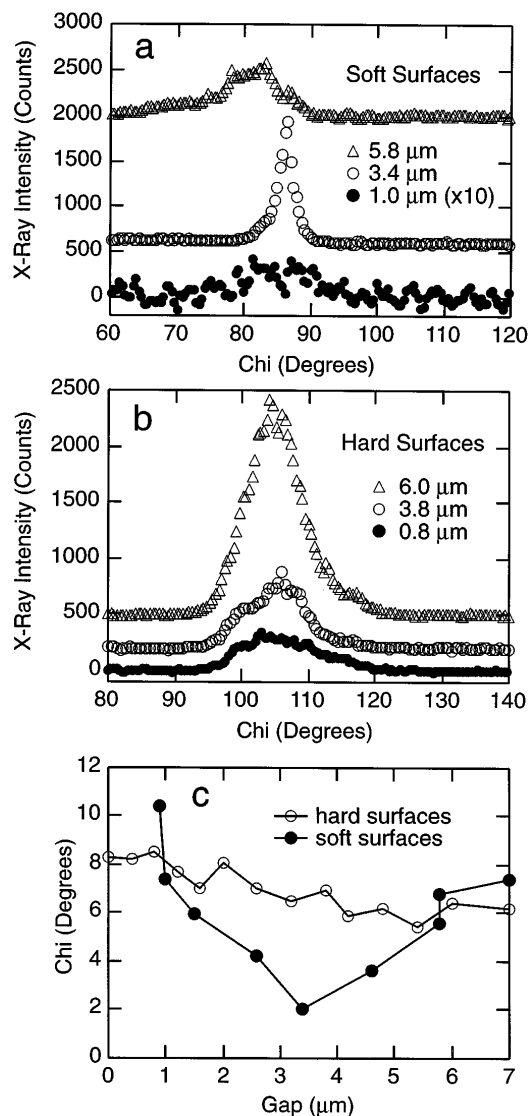 a
3000
2500
2000
1500
1000
500
0
X-Ray Intensity (Counts)
Soft Surfaces
△ 5.8 μm
○ 3.4 μm
● 1.0 μm (x10)
60 70 80 90 100 110 120
Chi (Degrees)
b
2500
2000
1500
1000
500
0
X-Ray Intensity (Counts)
Hard Surfaces
△ 6.0 μm
○ 3.8 μm
● 0.8 μm
80 90 100 110 120 130 140
Chi (Degrees)
c
12
10
8
6
4
2
0
Chi (Degrees)
hard surfaces
soft surfaces
0 1 2 3 4 5 6 7
Gap (μm)